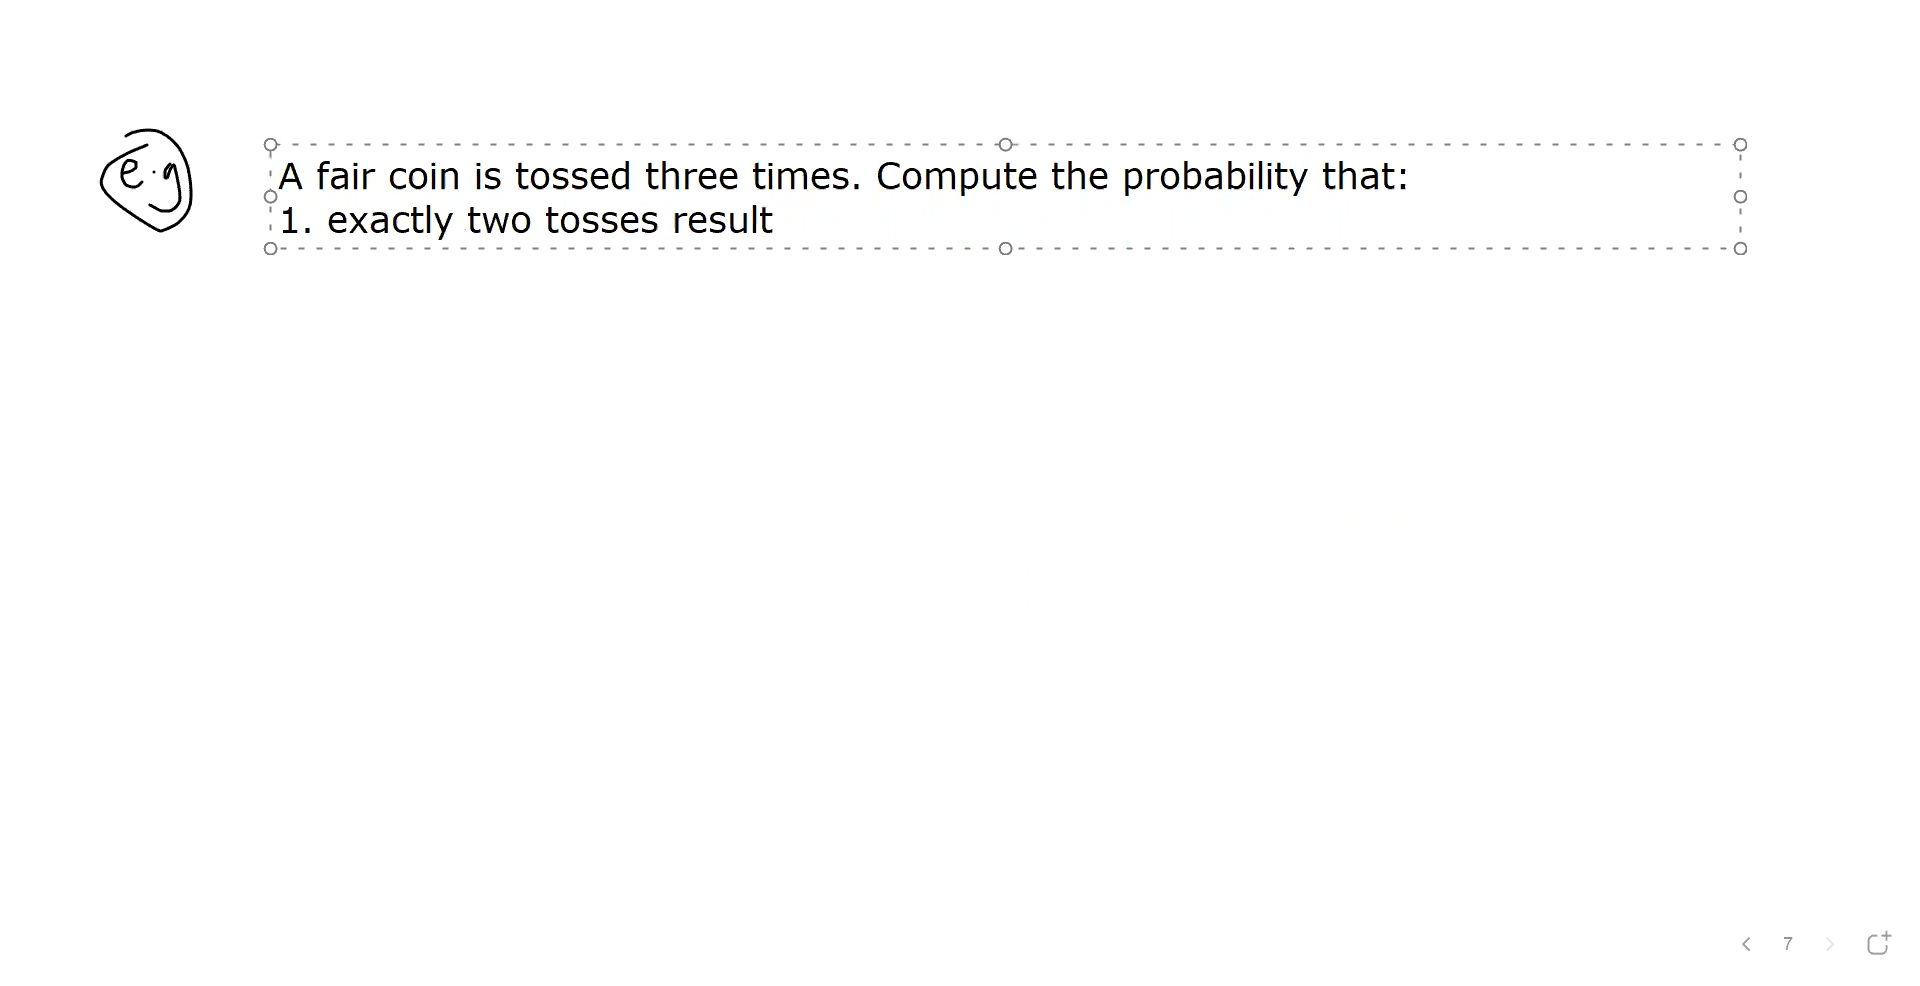 e.g
A fair coin is tossed three times. Compute the probability that:
1. exactly two tosses result
7